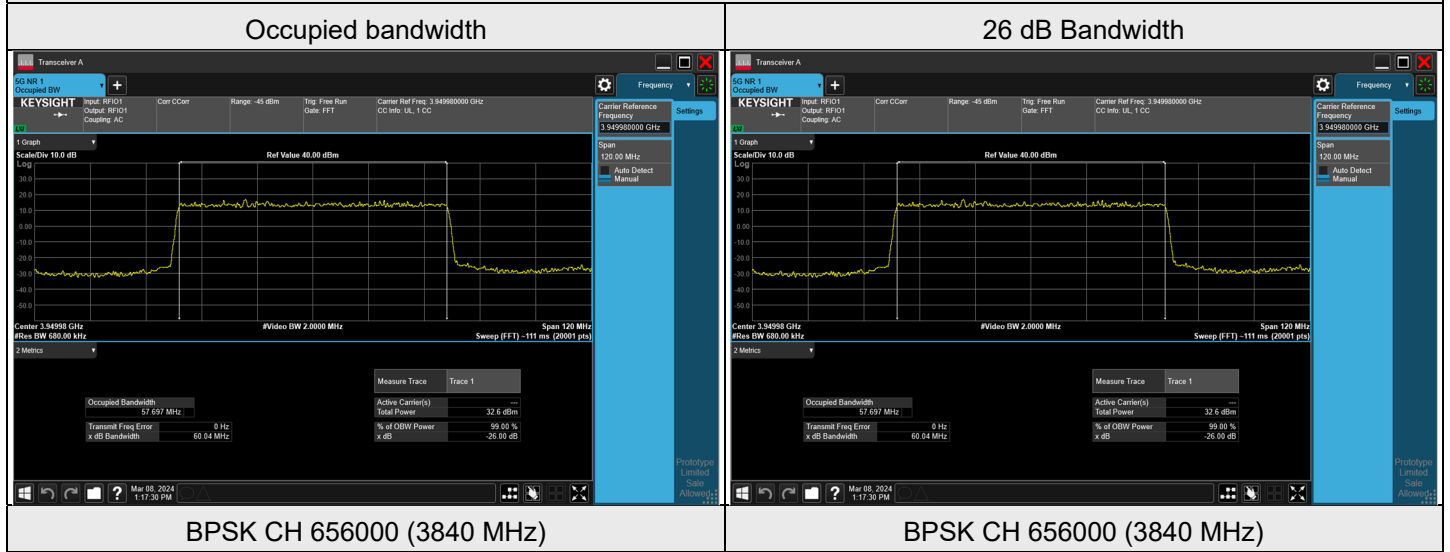 Occupied bandwidth
26 dB Bandwidth
Transceiver A
5G NR 1
Occupied BW
Frequency
KEYSIGHT
Input: RFIO1
Output: RFIO1
Coupling: AC
Corr CCorr
Range: -45 dBm
Trig: Free Run
Gate: FFT
Carrier Ref Freq: 3.949980000 GHz
CC Info: UL, 1 CC
Carrier Reference
Frequency
3.949980000 GHz
Settings
Span
120.00 MHz
Auto Detect
Manual
1 Graph
Scale/Div 10.0 dB
Ref Value 40.00 dBm
Log
30.0
20.0
10.0
0.00
-10.0
-20.0
-30.0
-40.0
-50.0
Center 3.94998 GHz
#Video BW 2.0000 MHz
Span 120 MHz
#Res BW 680.00 kHz
Sweep (FFT) ~111 ms (20001 pts)
2 Metrics
Measure Trace Trace 1
Occupied Bandwidth
57.697 MHz
Active Carrier(s) ---
Total Power 32.6 dBm
Transmit Freq Error 0 Hz
x dB Bandwidth 60.04 MHz
% of OBW Power 99.00 %
x dB -26.00 dB
Prototype
Limited
Sale
Allowed
Mar 08, 2024
1:17:30 PM
Transceiver A
5G NR 1
Occupied BW
Frequency
KEYSIGHT
Input: RFIO1
Output: RFIO1
Coupling: AC
Corr CCorr
Range: -45 dBm
Trig: Free Run
Gate: FFT
Carrier Ref Freq: 3.949980000 GHz
CC Info: UL, 1 CC
Carrier Reference
Frequency
3.949980000 GHz
Settings
Span
120.00 MHz
Auto Detect
Manual
1 Graph
Scale/Div 10.0 dB
Ref Value 40.00 dBm
Log
30.0
20.0
10.0
0.00
-10.0
-20.0
-30.0
-40.0
-50.0
Center 3.94998 GHz
#Video BW 2.0000 MHz
Span 120 MHz
#Res BW 680.00 kHz
Sweep (FFT) ~111 ms (20001 pts)
2 Metrics
Measure Trace Trace 1
Occupied Bandwidth
57.697 MHz
Active Carrier(s) ---
Total Power 32.6 dBm
Transmit Freq Error 0 Hz
x dB Bandwidth 60.04 MHz
% of OBW Power 99.00 %
x dB -26.00 dB
Prototype
Limited
Sale
Allowed
Mar 08, 2024
1:17:30 PM
BPSK CH 656000 (3840 MHz)
BPSK CH 656000 (3840 MHz)